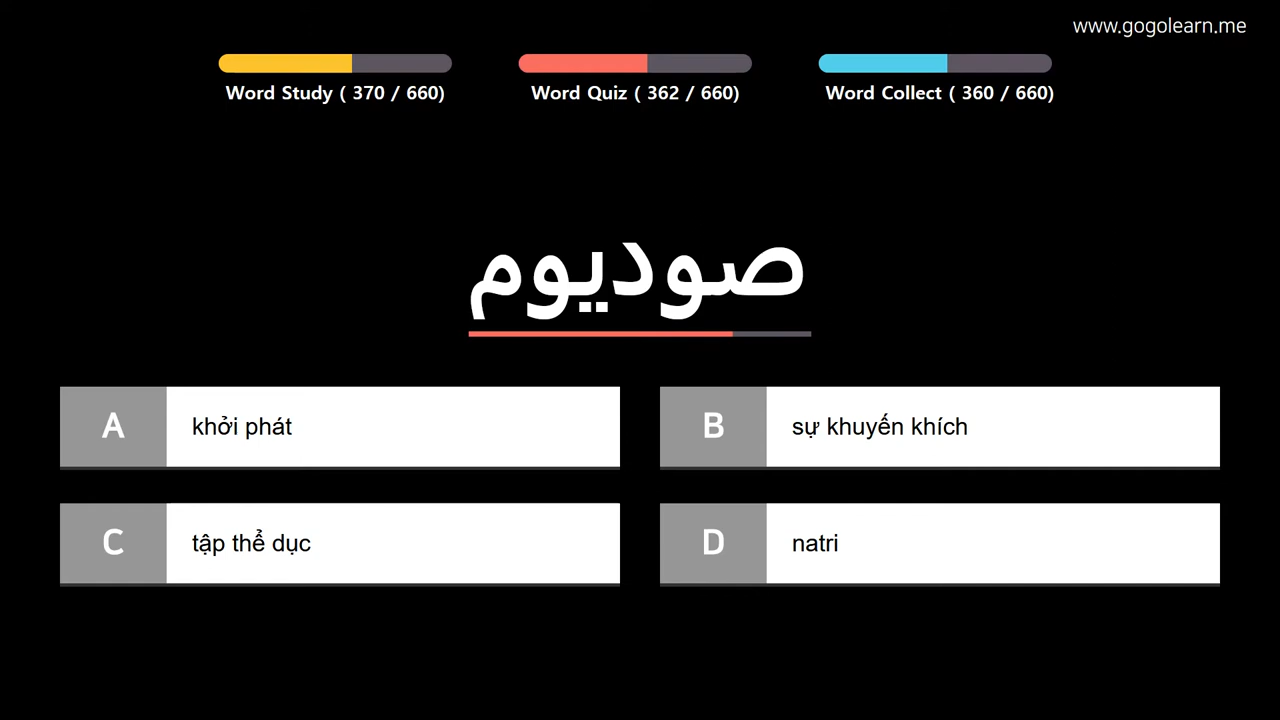 www.gogolearn.me
Word Study ( 370 / 660)
Word Quiz ( 362 / 660)
Word Collect ( 360 / 660)
صوديوم
A khởi phát
B sự khuyến khích
C tập thể dục
D natri